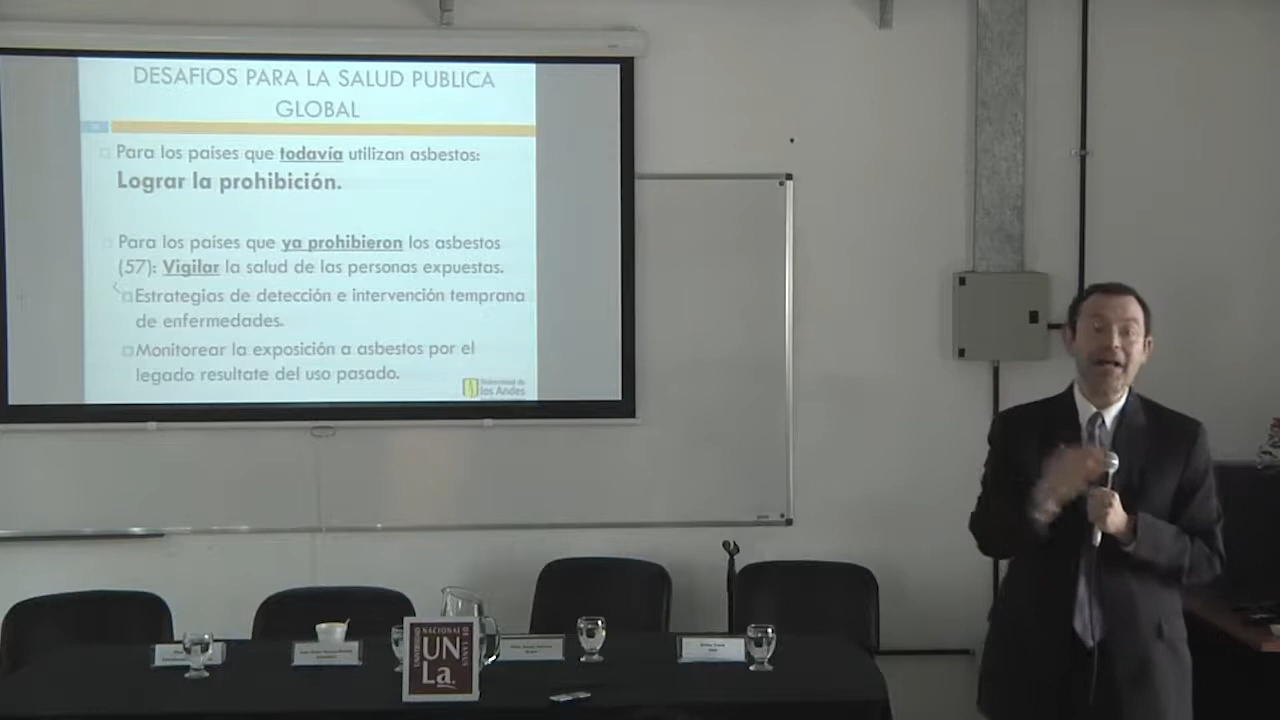 DESAFIOS PARA LA SALUD PUBLICA
GLOBAL
Para los países que todavía utilizan asbestos:
Lograr la prohibición.
Para los países que ya prohibieron los asbestos
(57): Vigilar la salud de las personas expuestas.
Estrategias de detección e intervención temprana
de enfermedades.
Monitorear la exposición a asbestos por el
legado resultate del uso pasado.
Universidad de
los Andes
UNIVERSIDAD
NACIONAL
DE LANUS
UN
La.